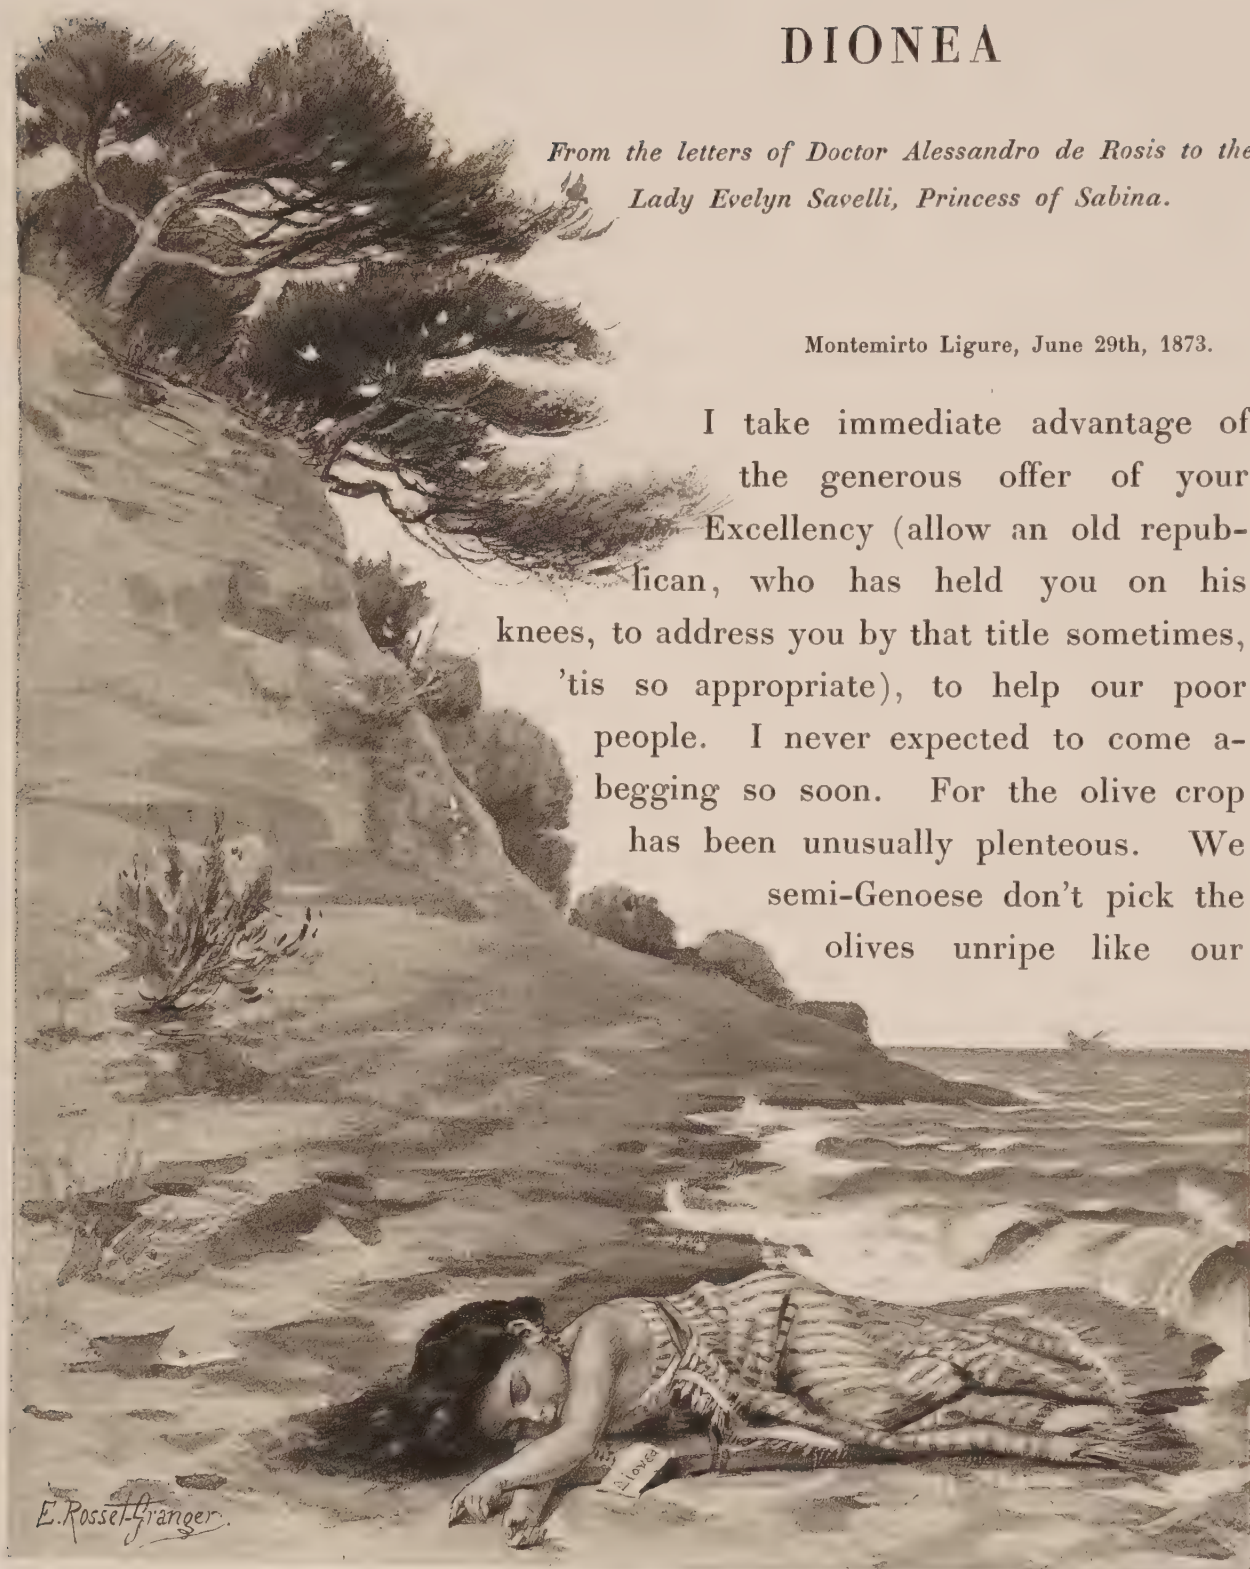 DIONEA
From the letters of Doctor Alessandro de Rosis to the
Lady Evelyn Savelli, Princess of Sabina.
Montemirto Ligure, June 29th, 1873.
I take immediate advantage of
the generous offer of your
Excellency (allow an old repub-
lican, who has held you on his
knees, to address you by that title sometimes,
'tis so appropriate), to help our poor
people. I never expected to come a-
begging so soon. For the olive crop
has been unusually plenteous. We
semi-Genoese don't pick the
olives unripe like our
Dionea
E. Rosset-Granger.